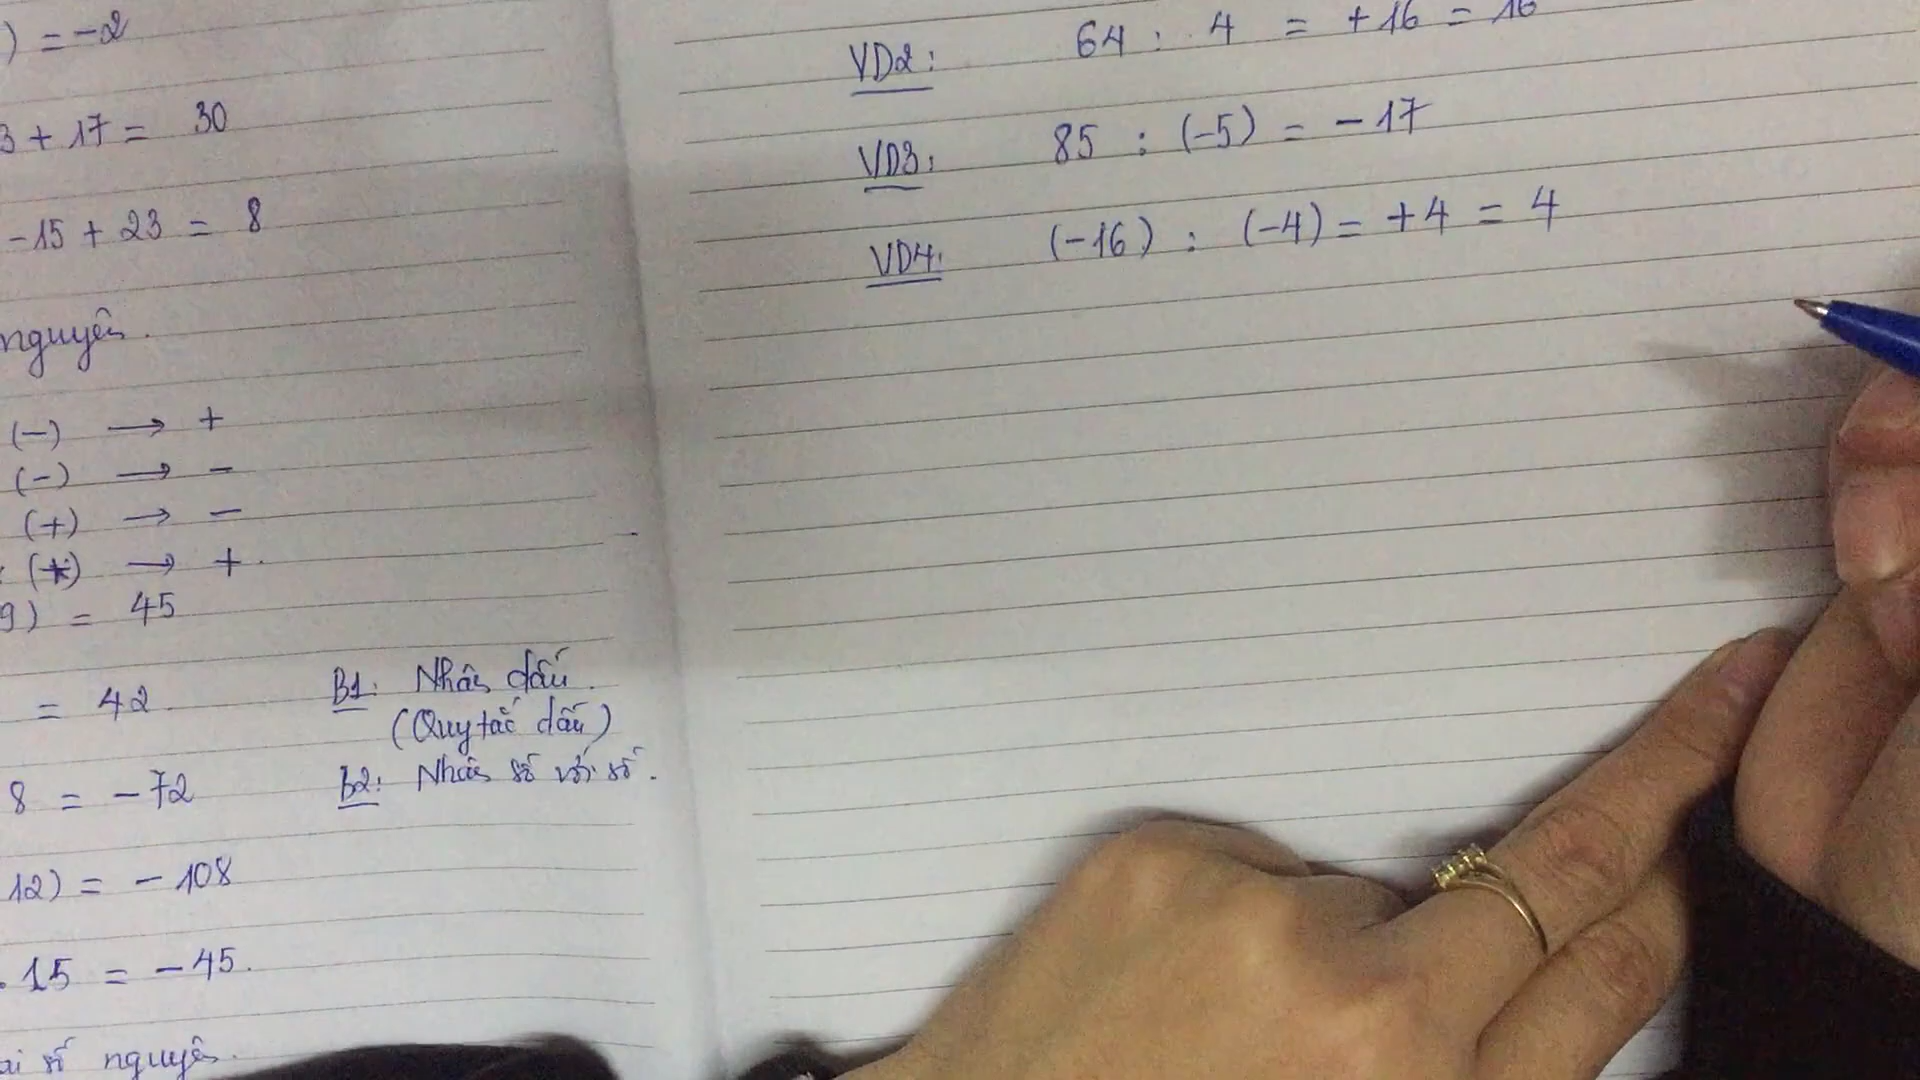 ) = -2
3 + 17 = 30
-15 + 23 = 8
nguyên.
(-) → +
(-) → -
(+) → -
: (+) → +.
9) = 45
= 42
B1: Nhân dấu.
(Quy tắc dấu)
8 = -72
B2: Nhân số với số.
12) = -108
. 15 = -45.
ai số nguyên.
VD2: 64 : 4 = +16 = 16
VD3: 85 : (-5) = -17
VD4: (-16) : (-4) = +4 = 4